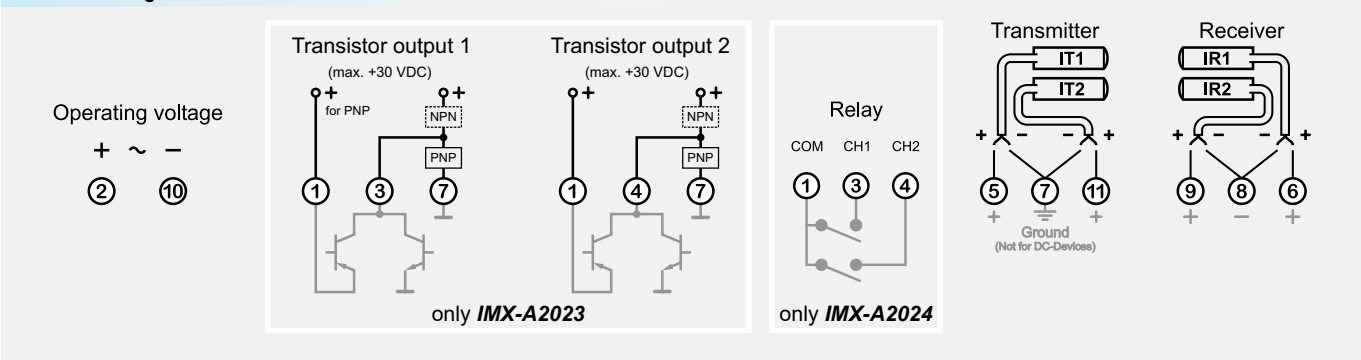 Operating voltage
+ ~ −
2 10
Transistor output 1
(max. +30 VDC)
+ +
for PNP
NPN
PNP
1 3 7
Transistor output 2
(max. +30 VDC)
+ +
NPN
PNP
1 4 7
only IMX-A2023
Relay
COM CH1 CH2
1 3 4
only IMX-A2024
Transmitter
IT1
IT2
+ − − +
5 7 11
+ +
Ground
(Not for DC-Devices)
Receiver
IR1
IR2
+ − − +
9 8 6
+ − +